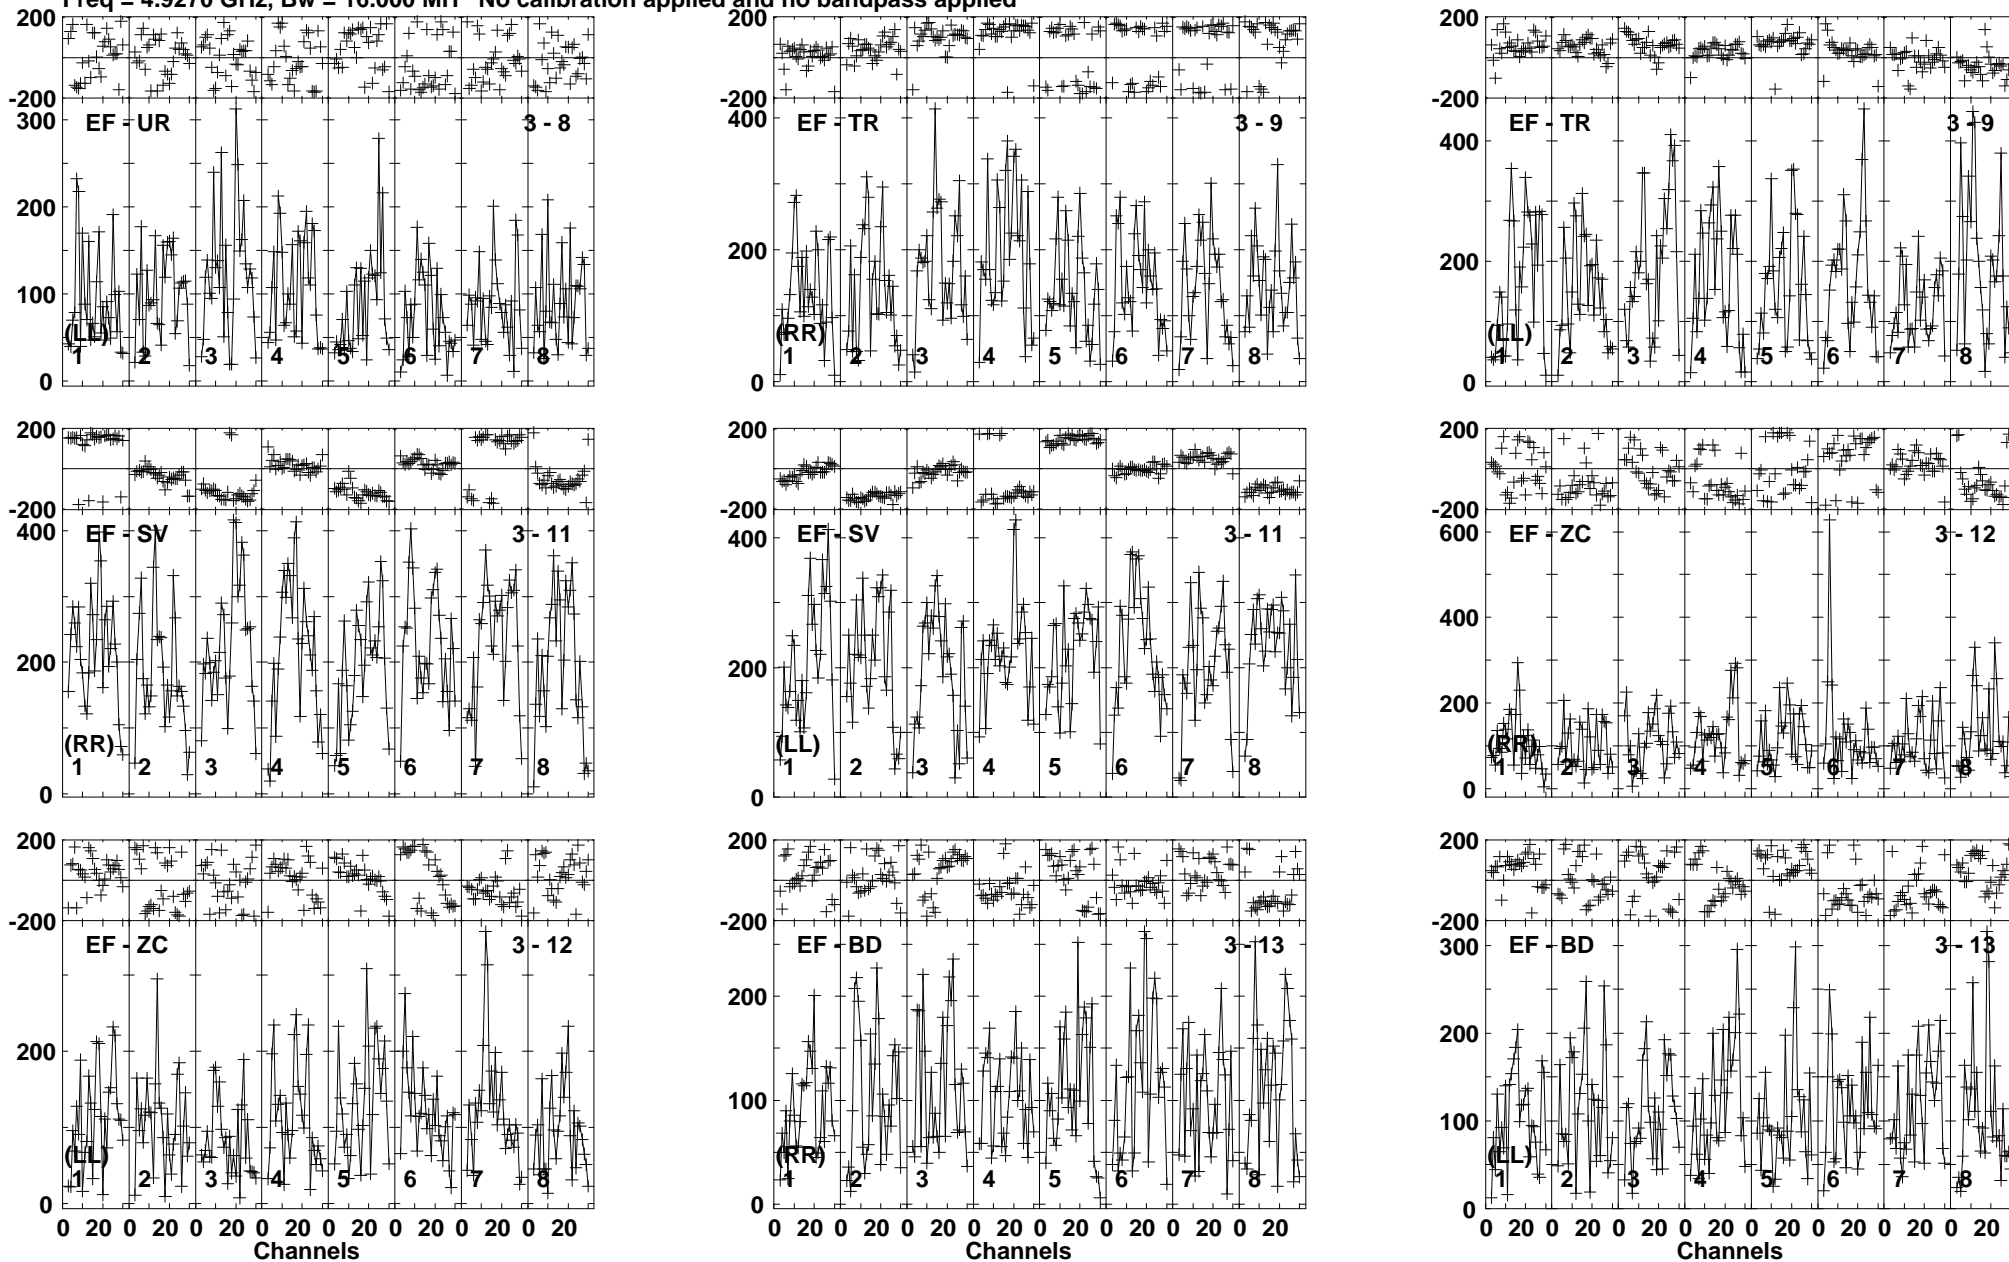 Freq = 4.9270 GHz, Bw = 16.000 MH No calibration applied and no bandpass applied
200 200 200
-200 -200 -200
300 EF - UR 3 - 8 400 EF - TR 3 - 9 400 EF - TR 3 - 9
200 200 200
100
(LL) (RR) (LL)
1 2 3 4 5 6 7 8 1 2 3 4 5 6 7 8 1 2 3 4 5 6 7 8
0 0 0
200 200 200
-200 -200 -200
400 EF - SV 3 - 11 400 EF - SV 3 - 11 600 EF - ZC 3 - 12
400
200 200 200
(RR) (LL) (RR)
1 2 3 4 5 6 7 8 1 2 3 4 5 6 7 8 1 2 3 4 5 6 7 8
0 0 0
200 200 200
-200 -200 -200
EF - ZC 3 - 12 EF - BD 3 - 13 300 EF - BD 3 - 13
200 200 200
100 100
(LL) (RR) (LL)
1 2 3 4 5 6 7 8 1 2 3 4 5 6 7 8 1 2 3 4 5 6 7 8
0 0 0
0 20 0 20 0 20 0 20 0 20 0 20 0 20 0 20 0 20 0 20 0 20 0 20 0 20 0 20 0 20 0 20 0 20 0 20 0 20 0 20 0 20 0 20 0 20 0 20
Channels Channels Channels